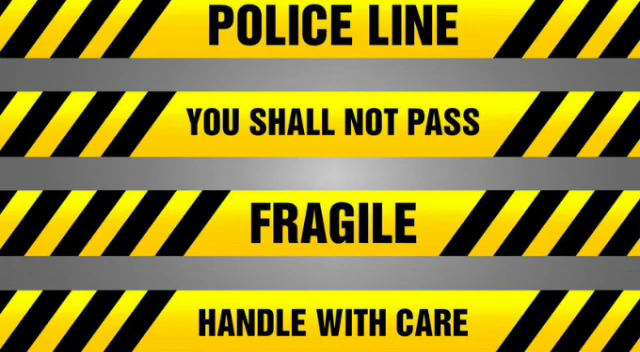 POLICE LINE
YOU SHALL NOT PASS
FRAGILE
HANDLE WITH CARE